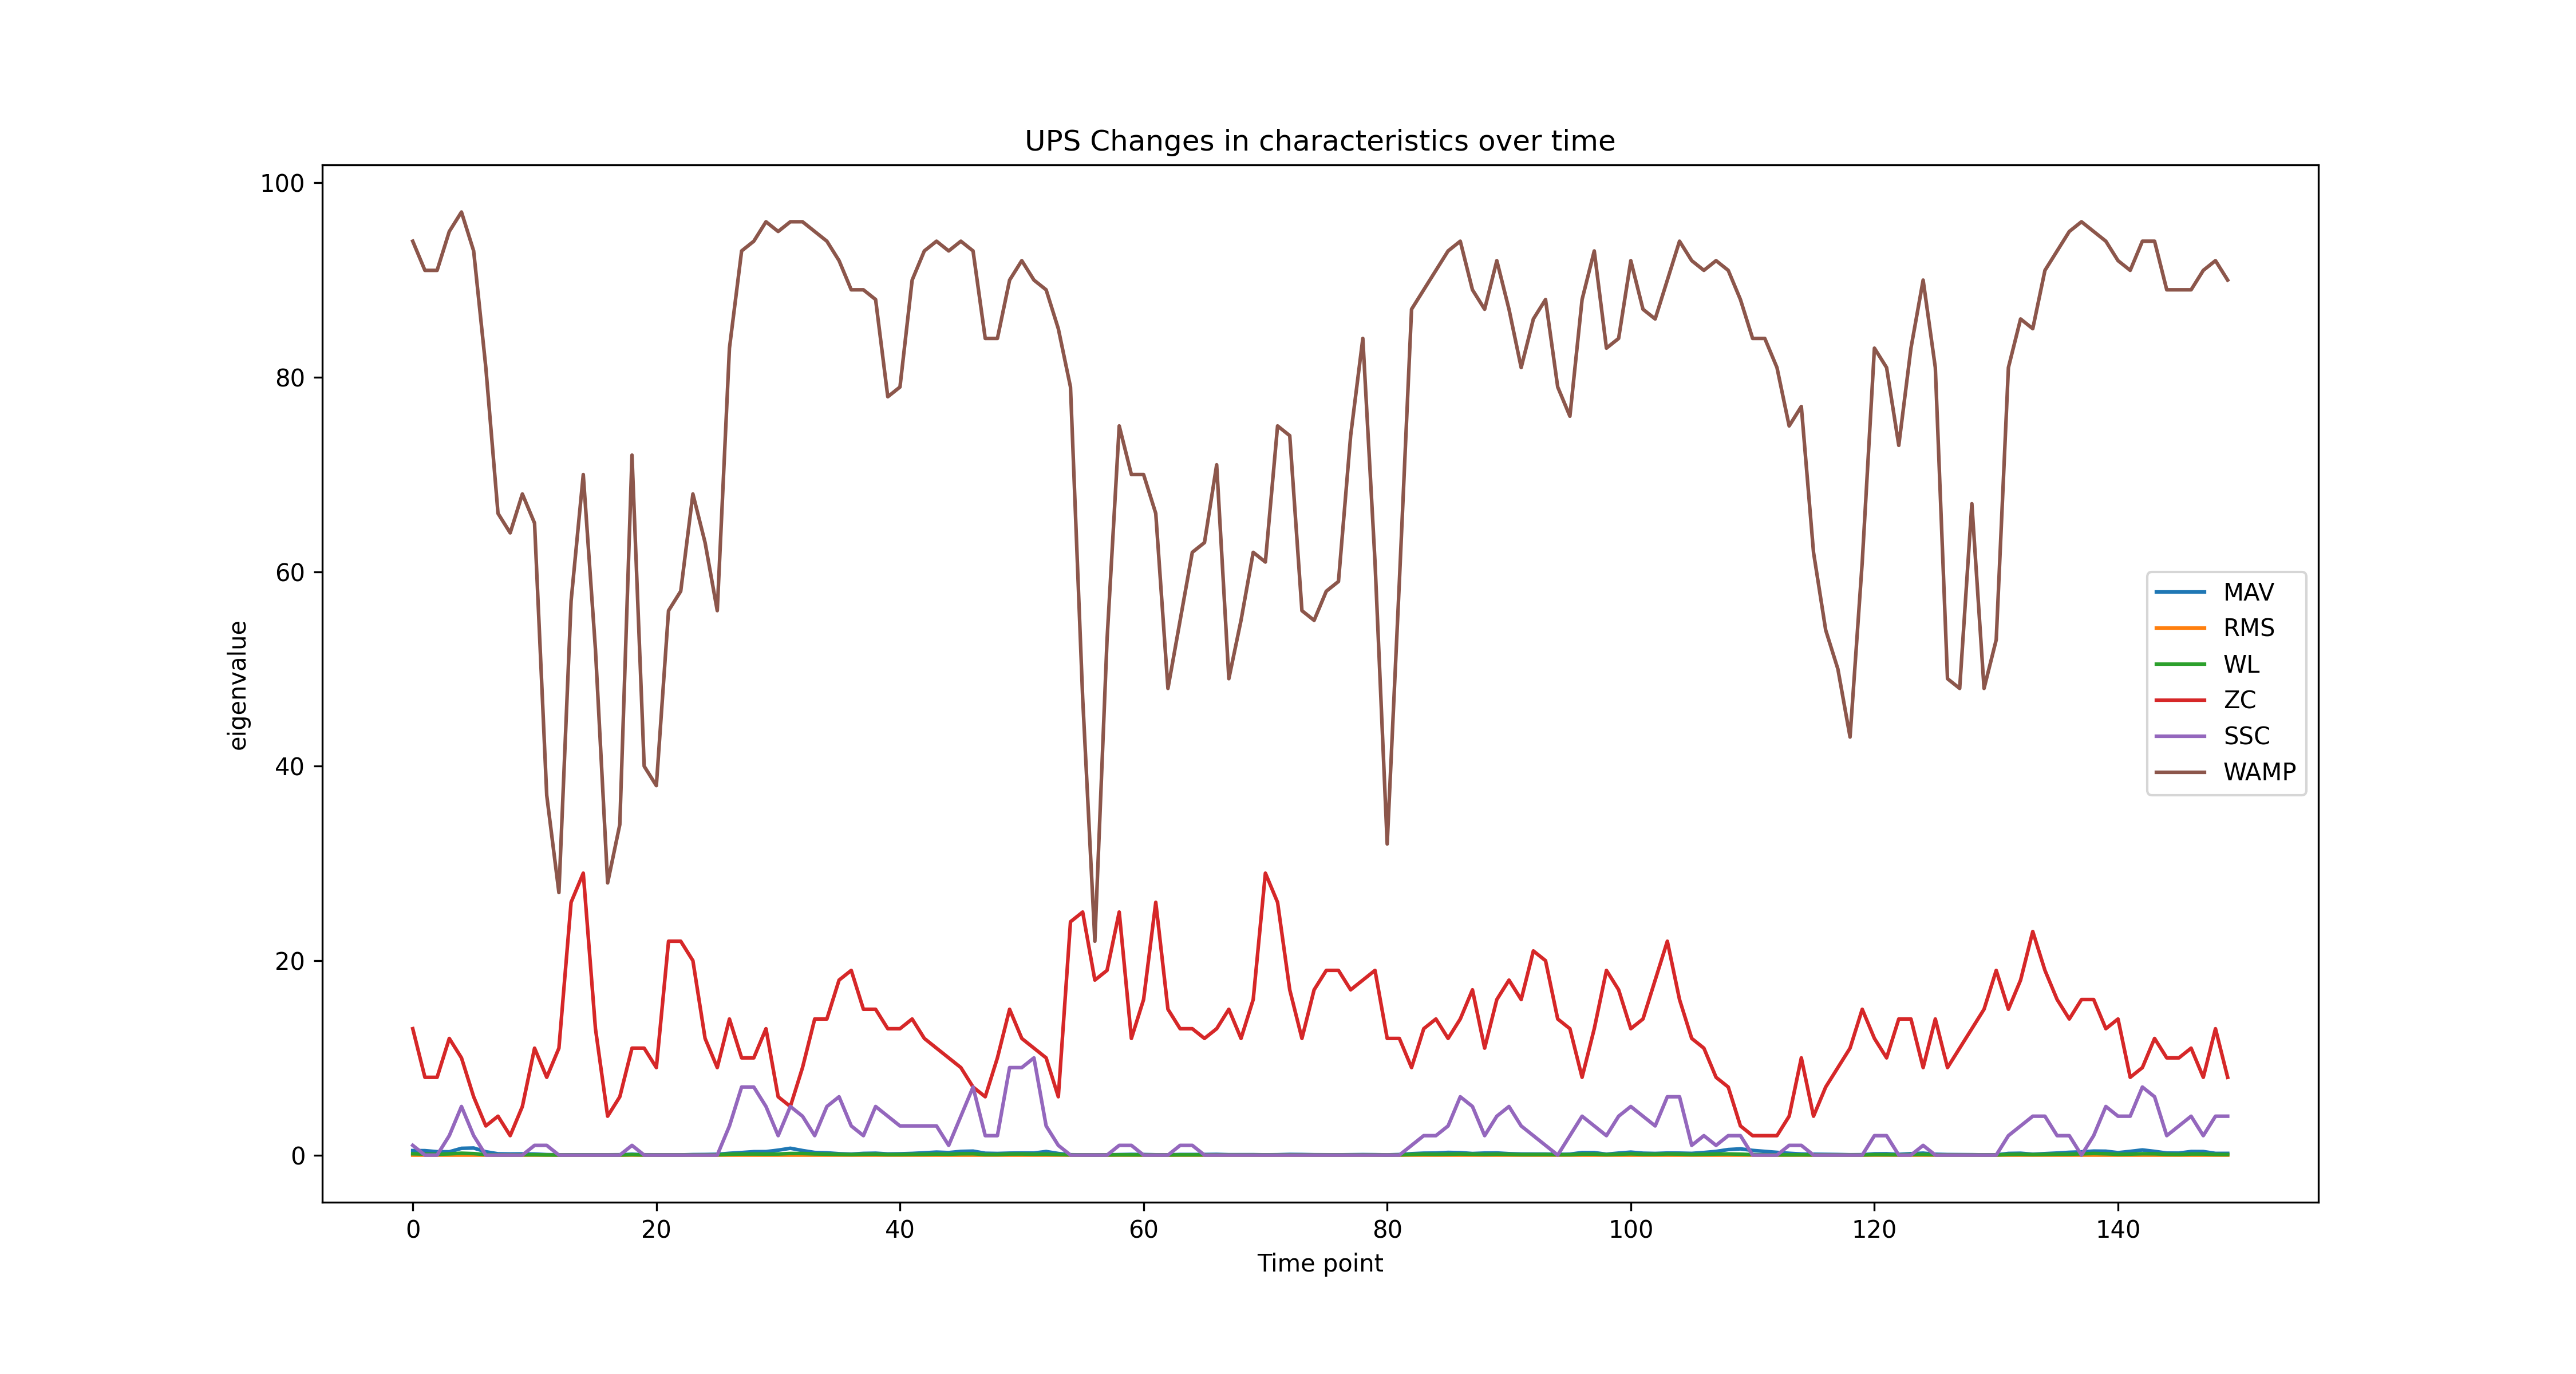 UPS Changes in characteristics over time
100
80
60
40
20
0
eigenvalue
MAV
RMS
WL
ZC
SSC
WAMP
0 20 40 60 80 100 120 140
Time point